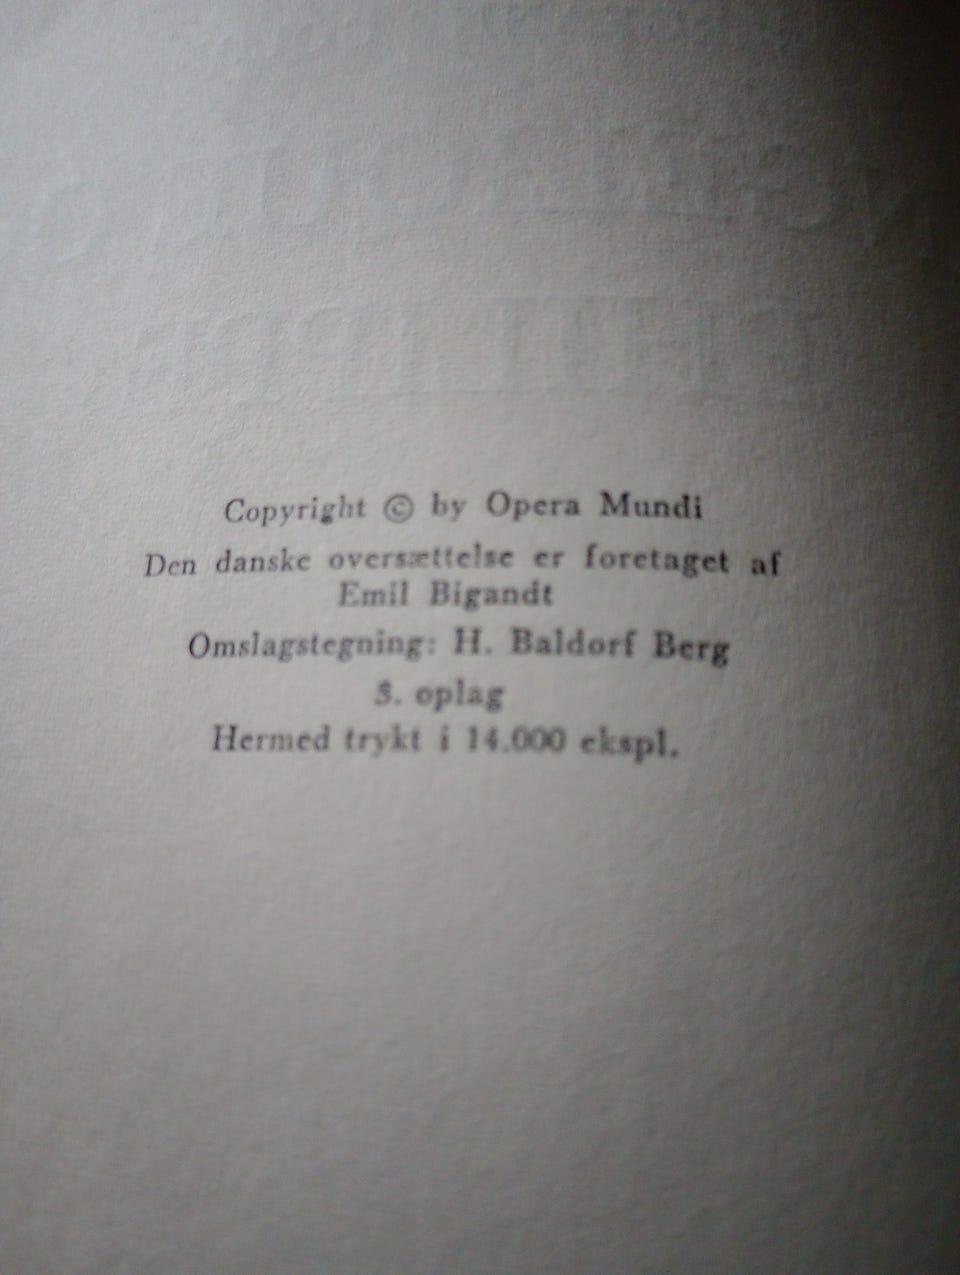 Copyright © by Opera Mundi
Den danske oversættelse er foretaget af
Emil Bigandt
Omslagstegning: H. Baldorf Berg
3. oplag
Hermed trykt i 14.000 ekspl.